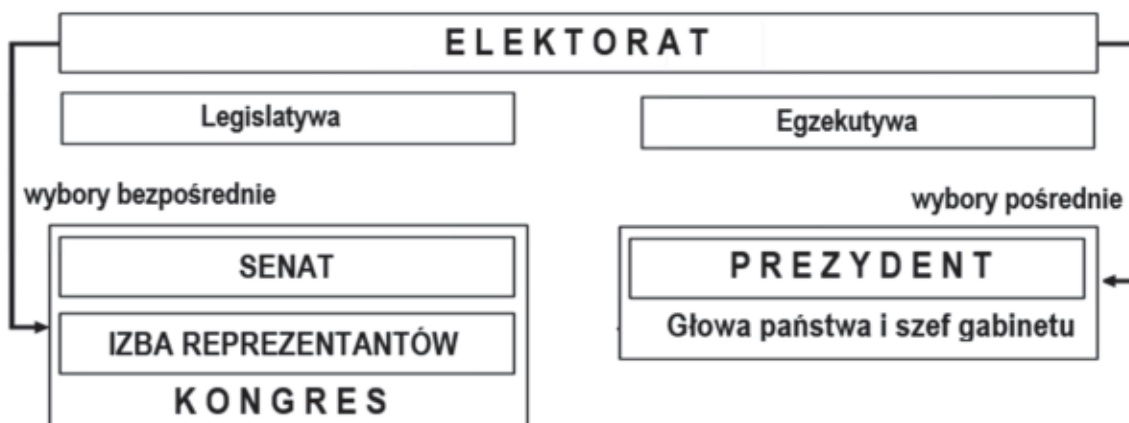 ELEKTORAT
Legislatywa
Egzekutywa
wybory bezpośrednie
wybory pośrednie
SENAT
IZBA REPREZENTANTÓW
KONGRES
PREZYDENT
Głowa państwa i szef gabinetu